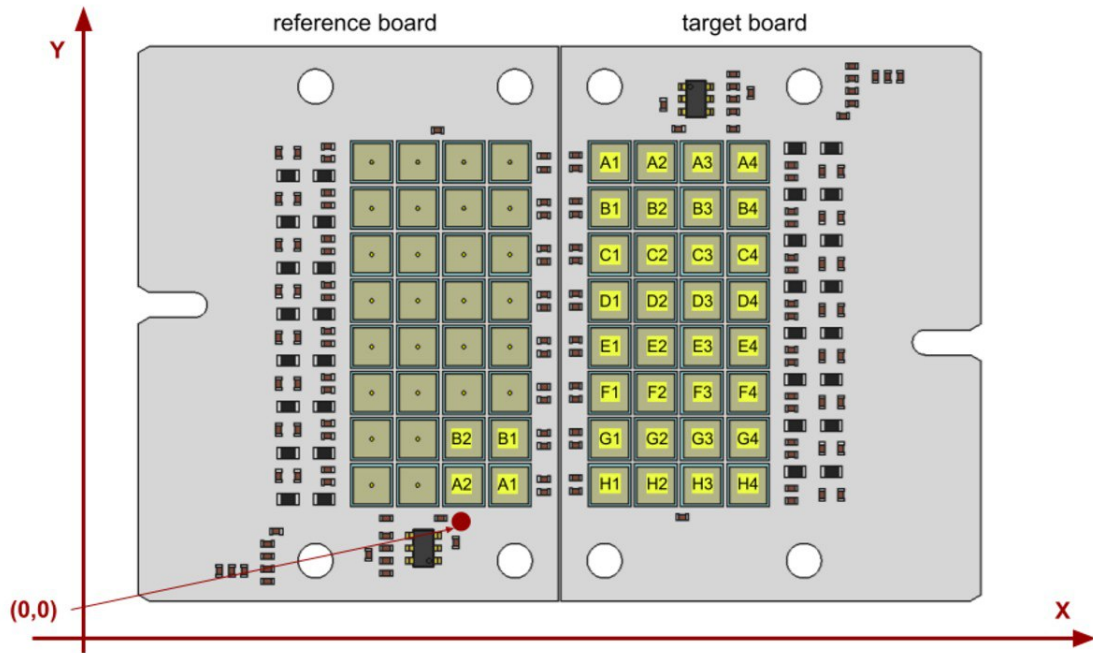 reference board target board
Y
A1 A2 A3 A4
B1 B2 B3 B4
C1 C2 C3 C4
D1 D2 D3 D4
E1 E2 E3 E4
F1 F2 F3 F4
B2 B1 G1 G2 G3 G4
A2 A1 H1 H2 H3 H4
(0,0)
X